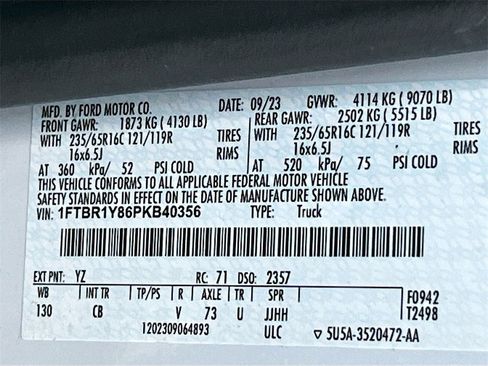 MFD. BY FORD MOTOR CO. DATE: 09/23 GVWR: 4114 KG ( 9070 LB)
FRONT GAWR: 1873 KG ( 4130 LB) REAR GAWR: 2502 KG ( 5515 LB)
WITH 235/65R16C 121/119R TIRES WITH 235/65R16C 121/119R TIRES
16x6.5J RIMS 16x6.5J RIMS
AT 360 kPa/ 52 PSI COLD AT 520 kPa/ 75 PSI COLD
THIS VEHICLE CONFORMS TO ALL APPLICABLE FEDERAL MOTOR VEHICLE
SAFETY STANDARDS IN EFFECT ON THE DATE OF MANUFACTURE SHOWN ABOVE.
VIN: 1FTBR1Y86PKB40356 TYPE: Truck
EXT PNT: YZ RC: 71 DSO: 2357
WB INT TR TP/PS R AXLE TR SPR F0942
130 CB V 73 U JJHH T2498
1202309064893 ULC ▽ 5U5A-3520472-AA